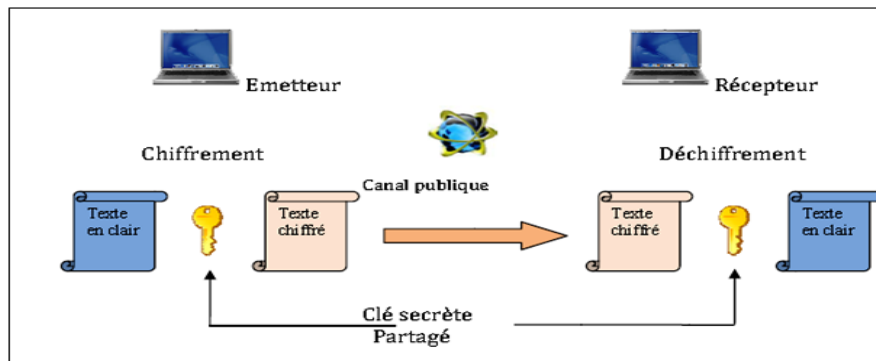 Emetteur
Récepteur
Chiffrement
Déchiffrement
Canal publique
Texte
en clair
Texte
chiffré
Texte
chiffré
Texte
en clair
Clé secrète
Partagé